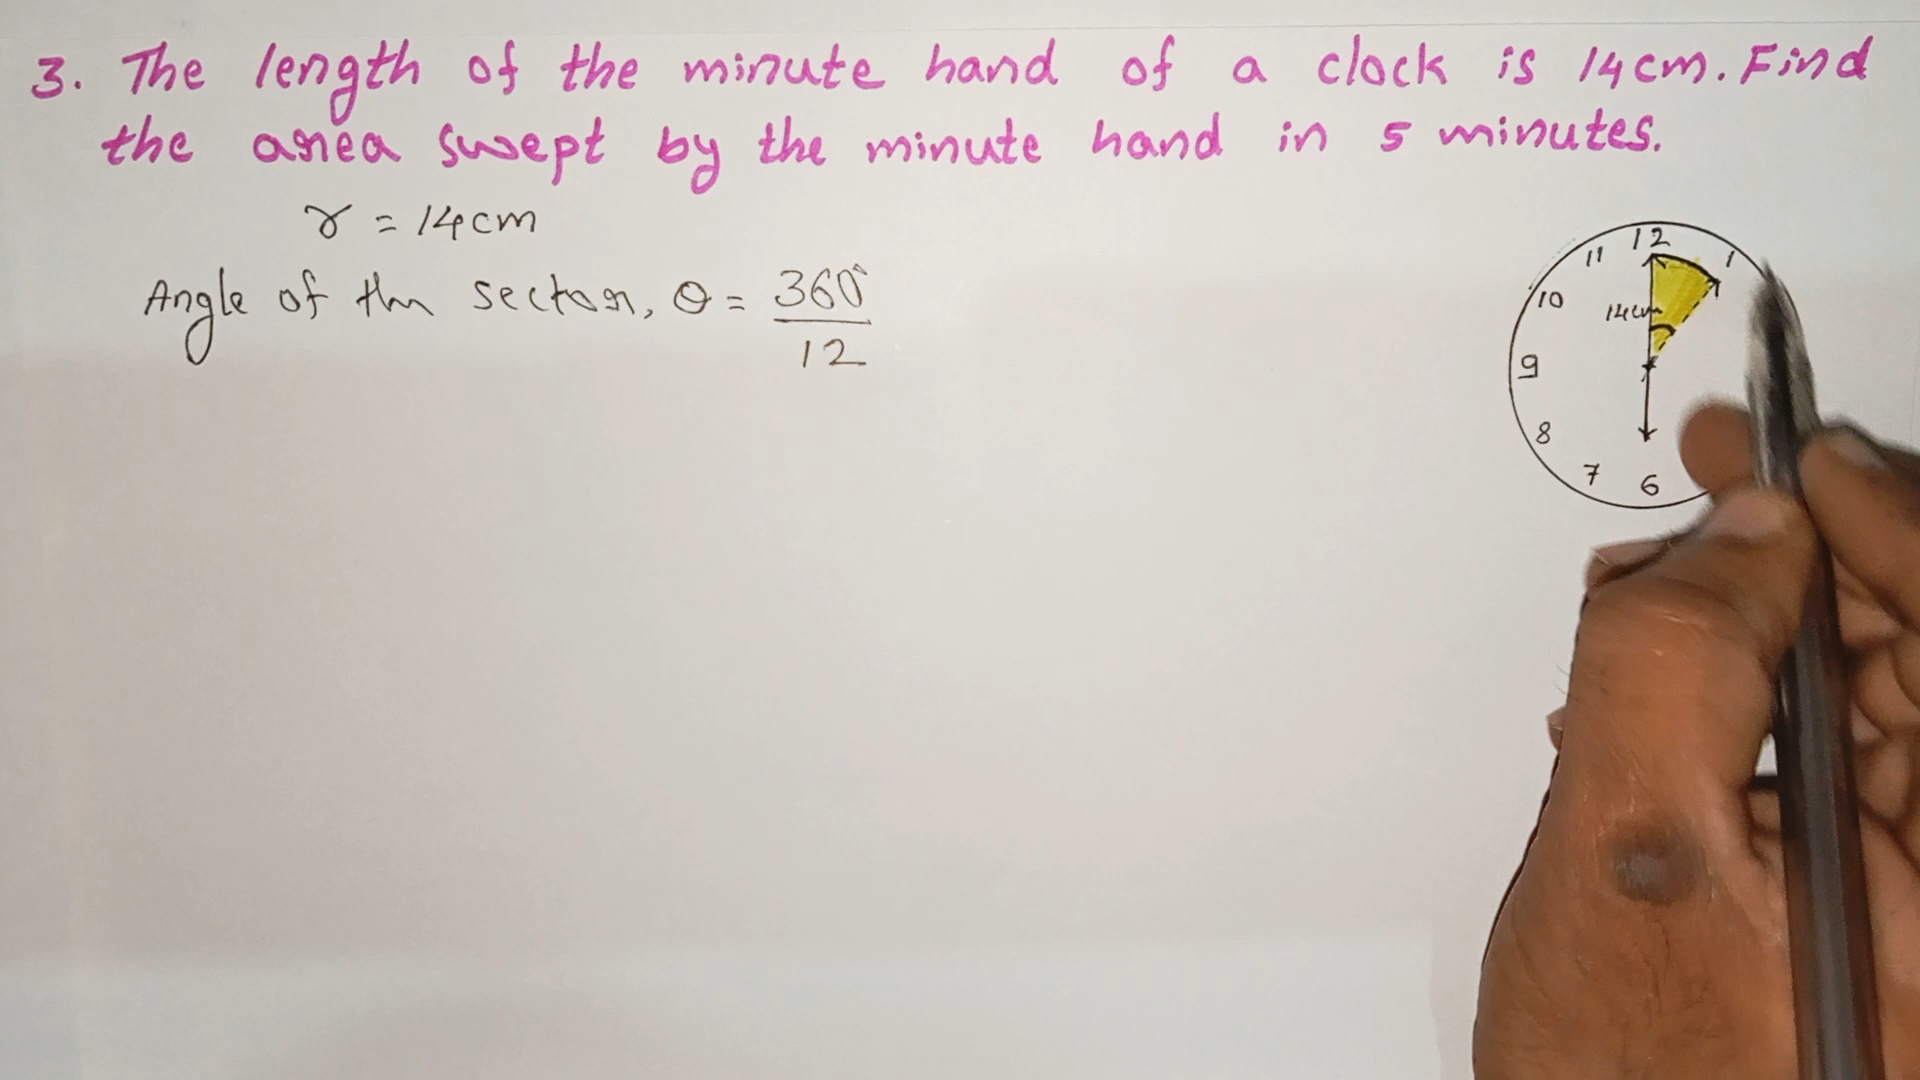 3. The length of the minute hand of a clock is 14cm. Find
the area swept by the minute hand in 5 minutes.
r = 14cm
Angle of the sector, θ = 360°
12
12
11
1
10
14cm
9
8
7
6